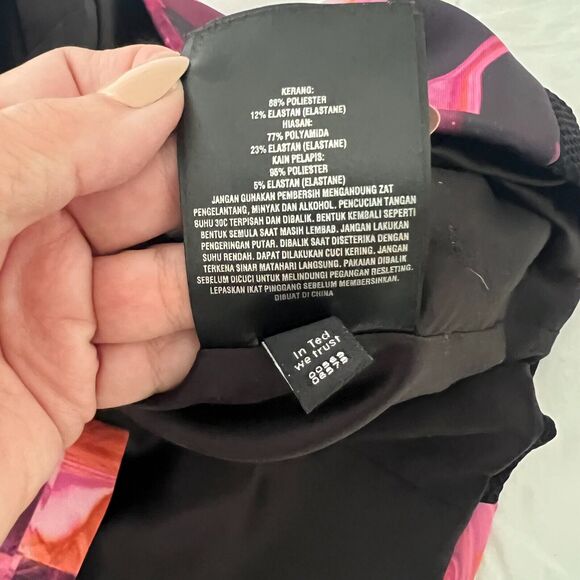 KERANG:
88% POLIESTER
12% ELASTAN (ELASTANE)
HIASAN:
77% POLYAMIDA
23% ELASTAN (ELASTANE)
KAIN PELAPIS:
95% POLIESTER
5% ELASTAN (ELASTANE)
JANGAN GUNAKAN PEMBERSIH MENGANDUNG ZAT
PENGELANTANG, MINYAK DAN ALKOHOL. PENCUCIAN TANGAN
SUHU 30C TERPISAH DAN DIBALIK. BENTUK KEMBALI SEPERTI
BENTUK SEMULA SAAT MASIH LEMBAB. JANGAN LAKUKAN
PENGERINGAN PUTAR. DIBALIK SAAT DISETERIKA DENGAN
SUHU RENDAH. DAPAT DILAKUKAN CUCI KERING. JANGAN
TERKENA SINAR MATAHARI LANGSUNG. PAKAIAN DIBALIK
SEBELUM DICUCI UNTUK MELINDUNGI PEGANGAN RESLETING.
LEPASKAN IKAT PINGGANG SEBELUM MEMBERSIHKAN.
DIBUAT DI CHINA
In Ted
we trust